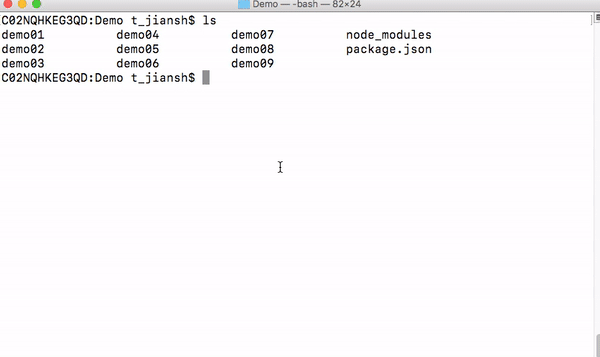 Demo — -bash — 82×24
C02NQHKEG3QD:Demo t_jiansh$ ls
demo01 demo04 demo07 node_modules
demo02 demo05 demo08 package.json
demo03 demo06 demo09
C02NQHKEG3QD:Demo t_jiansh$